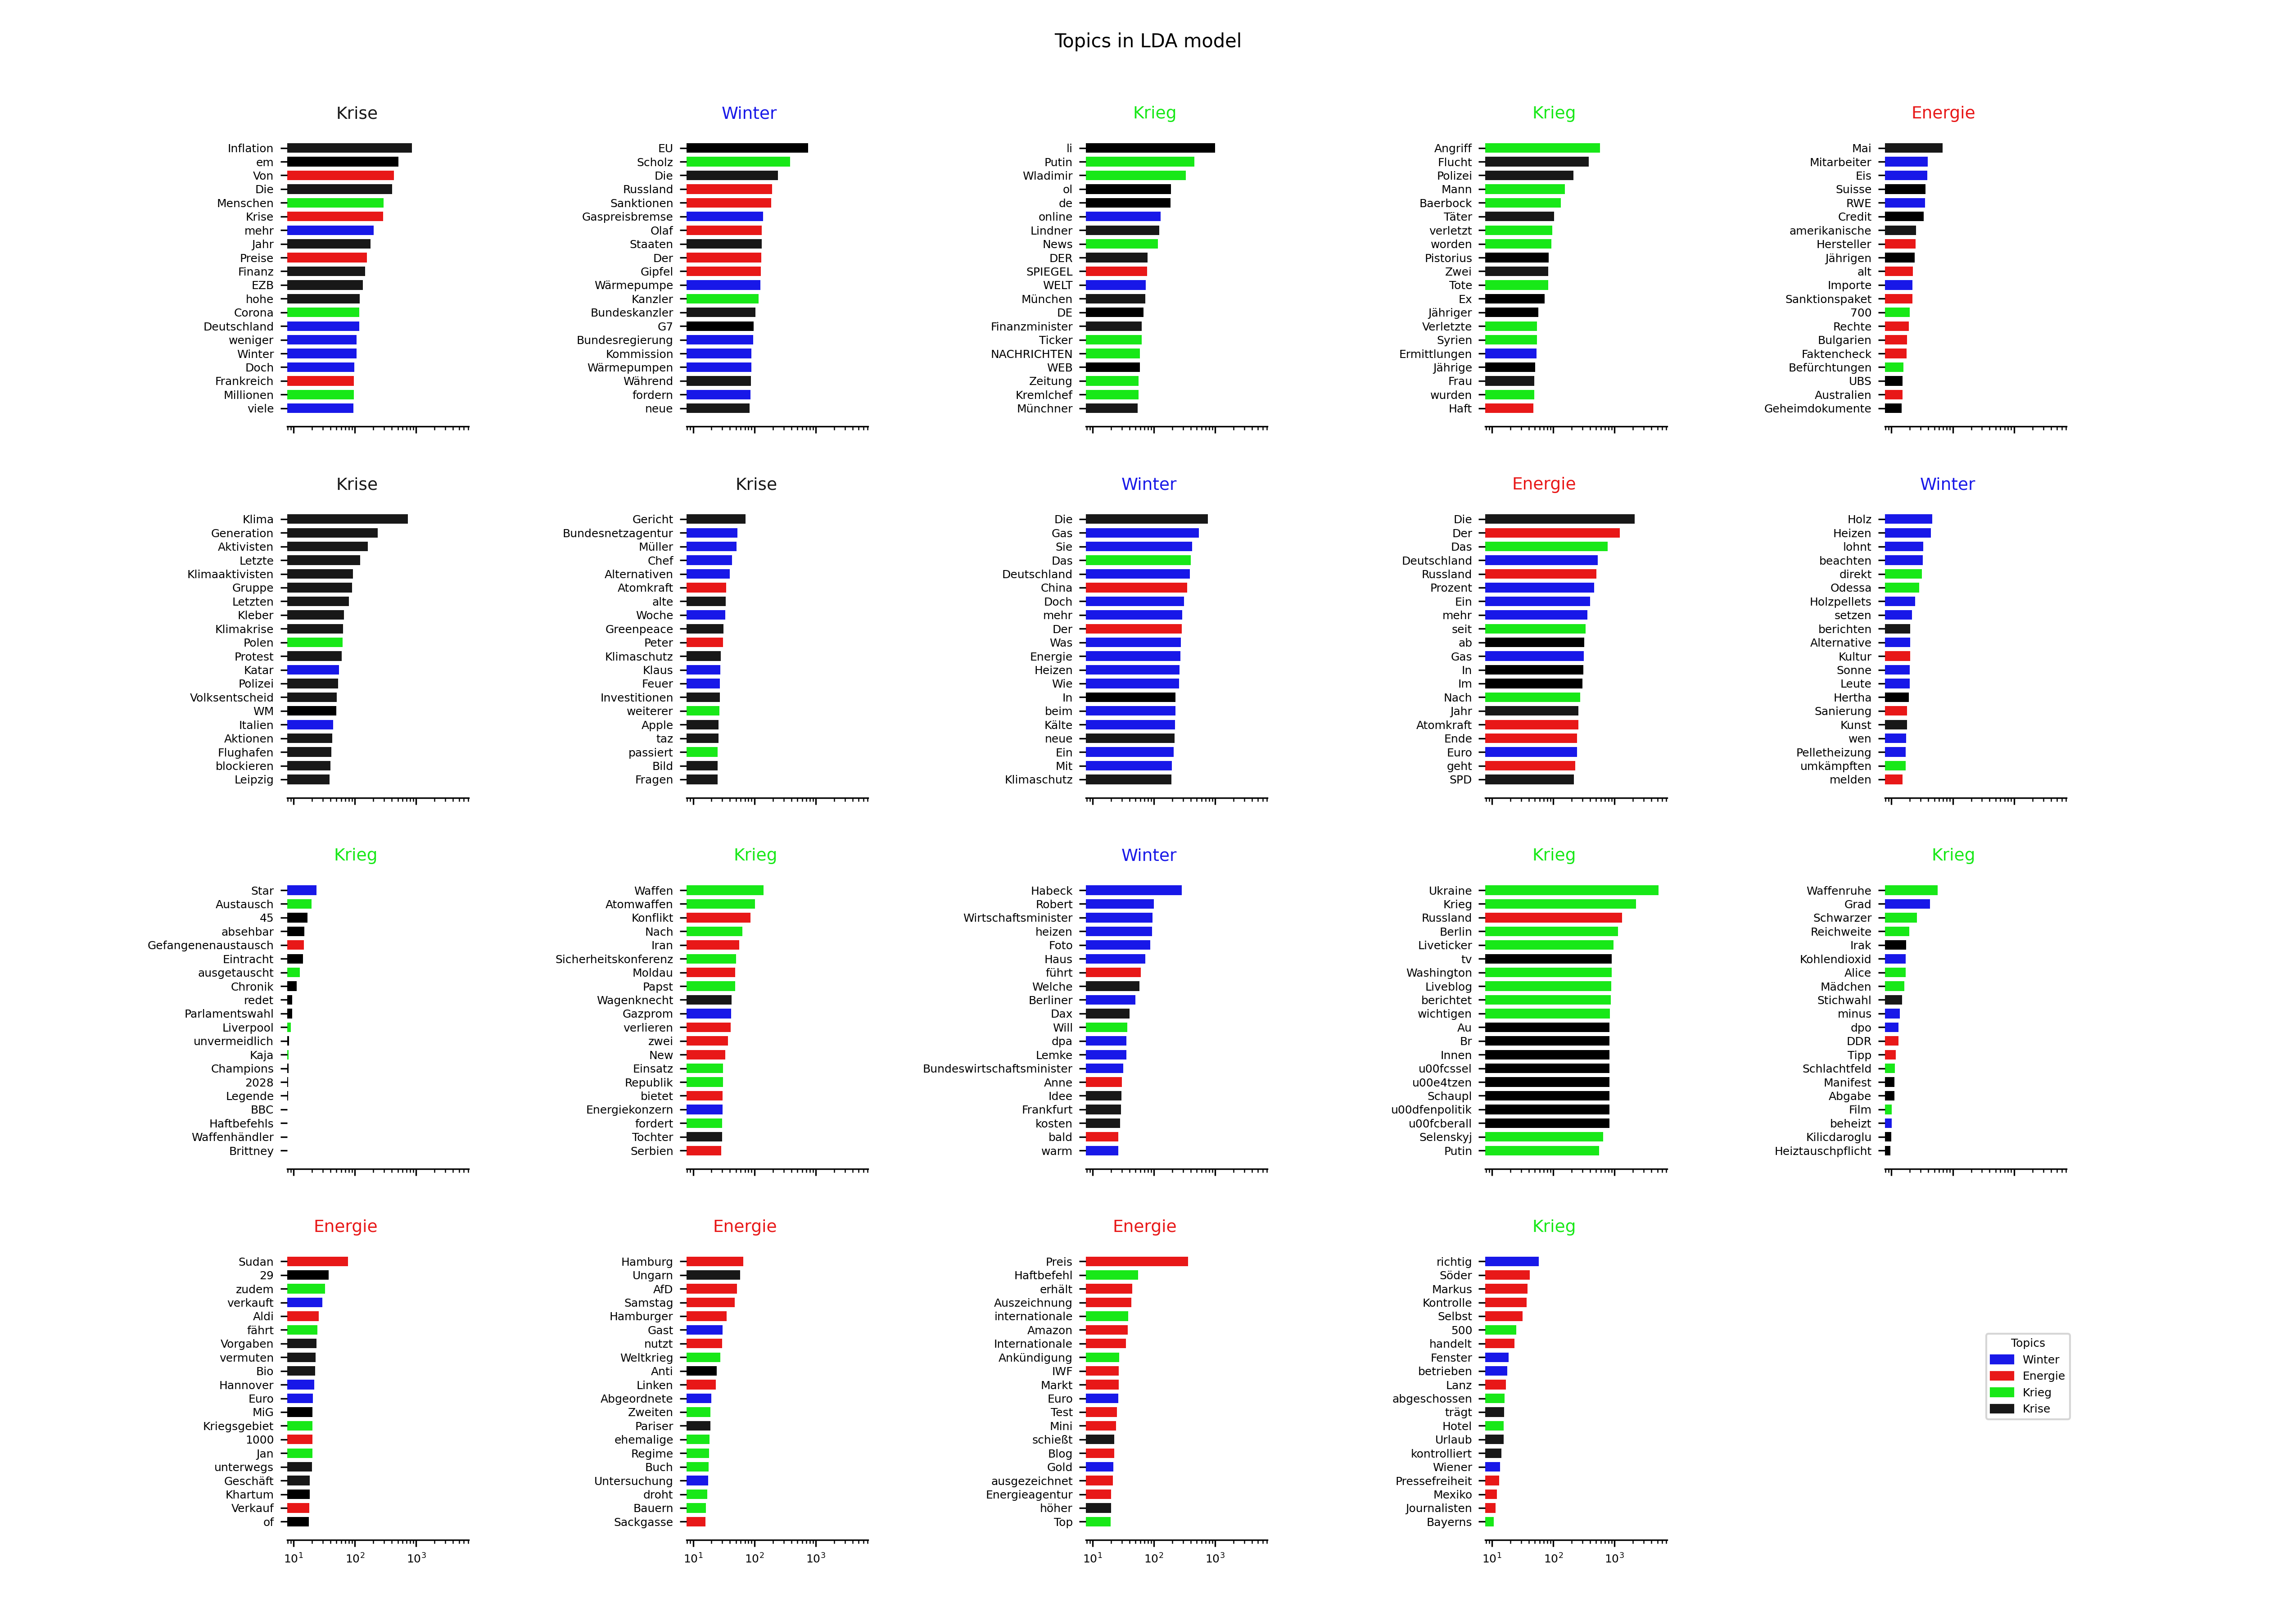 Topics in LDA model
Krise
Inflation
em
Von
Die
Menschen
Krise
mehr
Jahr
Preise
Finanz
EZB
hohe
Corona
Deutschland
weniger
Winter
Doch
Frankreich
Millionen
viele
Winter
EU
Scholz
Die
Russland
Sanktionen
Gaspreisbremse
Olaf
Staaten
Der
Gipfel
Wärmepumpe
Kanzler
Bundeskanzler
G7
Bundesregierung
Kommission
Wärmepumpen
Während
fordern
neue
Krieg
li
Putin
Wladimir
ol
de
online
Lindner
News
DER
SPIEGEL
WELT
München
DE
Finanzminister
Ticker
NACHRICHTEN
WEB
Zeitung
Kremlchef
Münchner
Krieg
Angriff
Flucht
Polizei
Mann
Baerbock
Täter
verletzt
worden
Pistorius
Zwei
Tote
Ex
Jähriger
Verletzte
Syrien
Ermittlungen
Jährige
Frau
wurden
Haft
Energie
Mai
Mitarbeiter
Eis
Suisse
RWE
Credit
amerikanische
Hersteller
Jährigen
alt
Importe
Sanktionspaket
700
Rechte
Bulgarien
Faktencheck
Befürchtungen
UBS
Australien
Geheimdokumente
Krise
Klima
Generation
Aktivisten
Letzte
Klimaaktivisten
Gruppe
Letzten
Kleber
Klimakrise
Polen
Protest
Katar
Polizei
Volksentscheid
WM
Italien
Aktionen
Flughafen
blockieren
Leipzig
Krise
Gericht
Bundesnetzagentur
Müller
Chef
Alternativen
Atomkraft
alte
Woche
Greenpeace
Peter
Klimaschutz
Klaus
Feuer
Investitionen
weiterer
Apple
taz
passiert
Bild
Fragen
Winter
Die
Gas
Sie
Das
Deutschland
China
Doch
mehr
Der
Was
Energie
Heizen
Wie
In
beim
Kälte
neue
Ein
Mit
Klimaschutz
Energie
Die
Der
Das
Deutschland
Russland
Prozent
Ein
mehr
seit
ab
Gas
In
Im
Nach
Jahr
Atomkraft
Ende
Euro
geht
SPD
Winter
Holz
Heizen
lohnt
beachten
direkt
Odessa
Holzpellets
setzen
berichten
Alternative
Kultur
Sonne
Leute
Hertha
Sanierung
Kunst
wen
Pelletheizung
umkämpften
melden
Krieg
Star
Austausch
45
absehbar
Gefangenenaustausch
Eintracht
ausgetauscht
Chronik
redet
Parlamentswahl
Liverpool
unvermeidlich
Kaja
Champions
2028
Legende
BBC
Haftbefehls
Waffenhändler
Brittney
Krieg
Waffen
Atomwaffen
Konflikt
Nach
Iran
Sicherheitskonferenz
Moldau
Papst
Wagenknecht
Gazprom
verlieren
zwei
New
Einsatz
Republik
bietet
Energiekonzern
fordert
Tochter
Serbien
Winter
Habeck
Robert
Wirtschaftsminister
heizen
Foto
Haus
führt
Welche
Berliner
Dax
Will
dpa
Lemke
Bundeswirtschaftsminister
Anne
Idee
Frankfurt
kosten
bald
warm
Krieg
Ukraine
Krieg
Russland
Berlin
Liveticker
tv
Washington
Liveblog
berichtet
wichtigen
Au
Br
Innen
u00fcssel
u00e4tzen
Schaupl
u00dfenpolitik
u00fcberall
Selenskyj
Putin
Krieg
Waffenruhe
Grad
Schwarzer
Reichweite
Irak
Kohlendioxid
Alice
Mädchen
Stichwahl
minus
dpo
DDR
Tipp
Schlachtfeld
Manifest
Abgabe
Film
beheizt
Kilicdaroglu
Heiztauschpflicht
Energie
Sudan
29
zudem
verkauft
Aldi
fährt
Vorgaben
vermuten
Bio
Hannover
Euro
MiG
Kriegsgebiet
1000
Jan
unterwegs
Geschäft
Khartum
Verkauf
of
10¹ 10² 10³
Energie
Hamburg
Ungarn
AfD
Samstag
Hamburger
Gast
nutzt
Weltkrieg
Anti
Linken
Abgeordnete
Zweiten
Pariser
ehemalige
Regime
Buch
Untersuchung
droht
Bauern
Sackgasse
10¹ 10² 10³
Energie
Preis
Haftbefehl
erhält
Auszeichnung
internationale
Amazon
Internationale
Ankündigung
IWF
Markt
Euro
Test
Mini
schießt
Blog
Gold
ausgezeichnet
Energieagentur
höher
Top
10¹ 10² 10³
Krieg
richtig
Söder
Markus
Kontrolle
Selbst
500
handelt
Fenster
betrieben
Lanz
abgeschossen
trägt
Hotel
Urlaub
kontrolliert
Wiener
Pressefreiheit
Mexiko
Journalisten
Bayerns
10¹ 10² 10³
Topics
Winter
Energie
Krieg
Krise